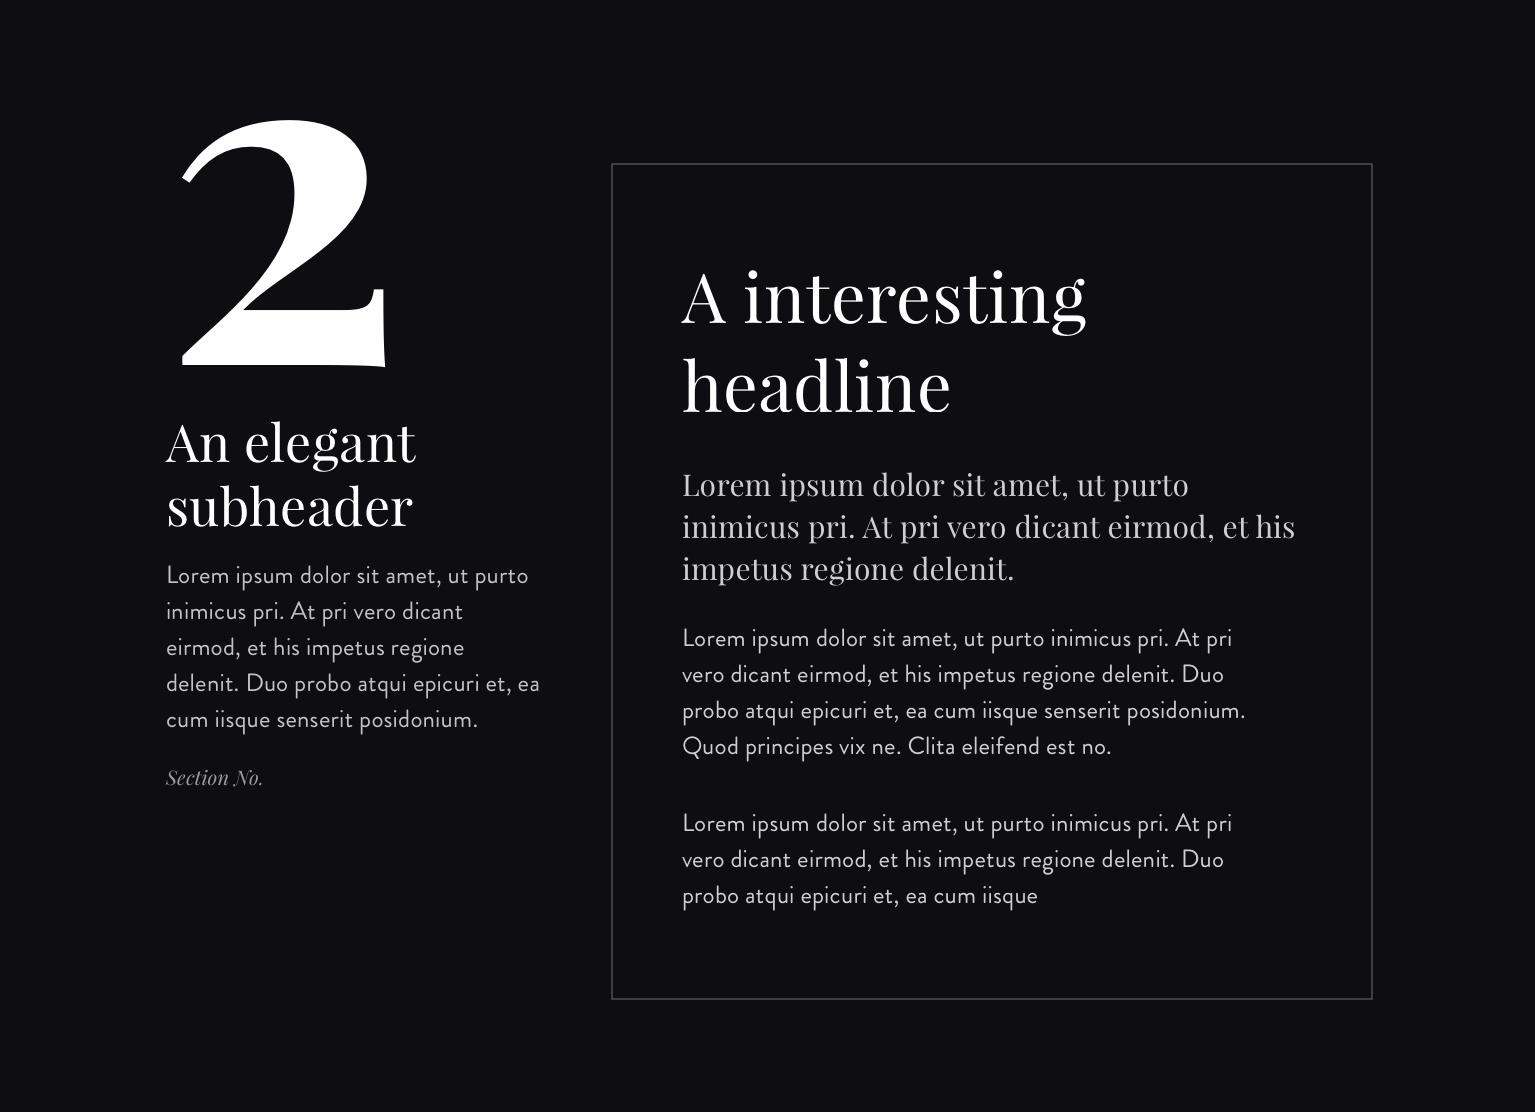 2
An elegant
subheader
Lorem ipsum dolor sit amet, ut purto
inimicus pri. At pri vero dicant
eirmod, et his impetus regione
delenit. Duo probo atqui epicuri et, ea
cum iisque senserit posidonium.
Section No.
A interesting
headline
Lorem ipsum dolor sit amet, ut purto
inimicus pri. At pri vero dicant eirmod, et his
impetus regione delenit.
Lorem ipsum dolor sit amet, ut purto inimicus pri. At pri
vero dicant eirmod, et his impetus regione delenit. Duo
probo atqui epicuri et, ea cum iisque senserit posidonium.
Quod principes vix ne. Clita eleifend est no.
Lorem ipsum dolor sit amet, ut purto inimicus pri. At pri
vero dicant eirmod, et his impetus regione delenit. Duo
probo atqui epicuri et, ea cum iisque